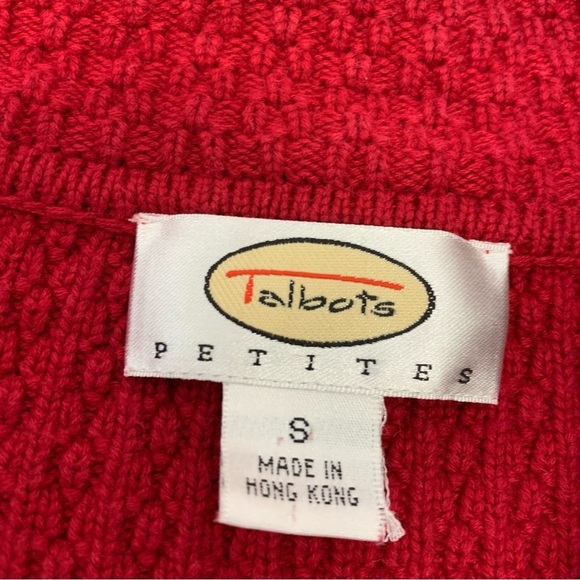 Talbots
PETITES
S
MADE IN
HONG KONG